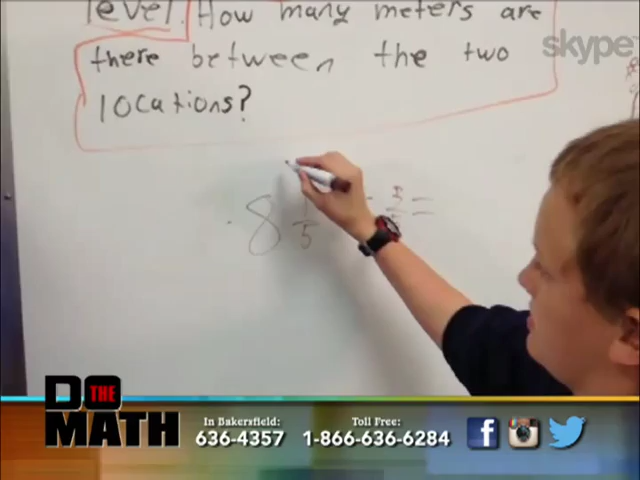 level. How many meters are
there between the two
locations?
skype
8 1/5 =
DO THE MATH
In Bakersfield:
636-4357
Toll Free:
1-866-636-6284